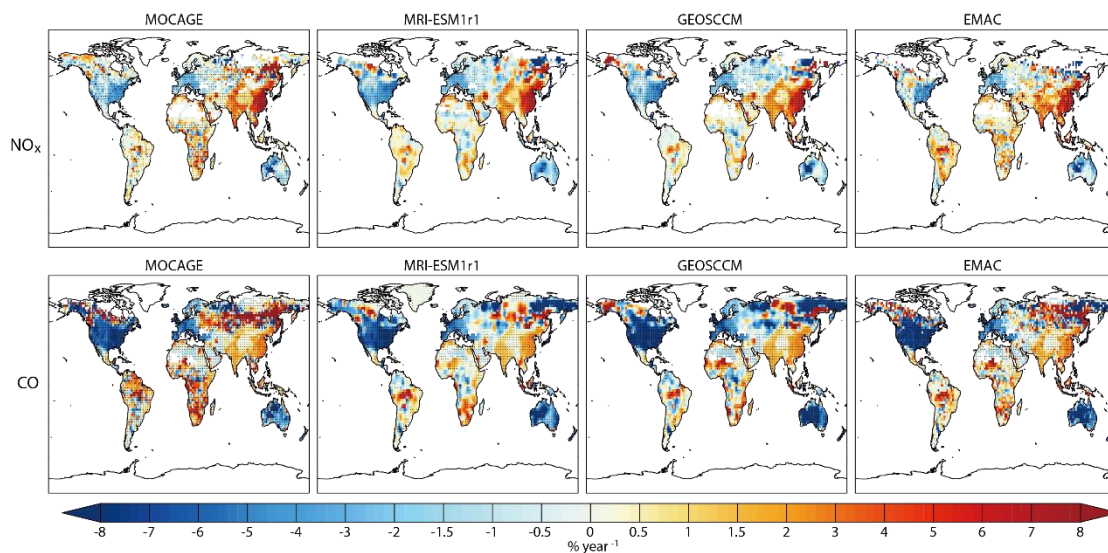 MOCAGE MRI-ESM1r1 GEOSCCM EMAC
NOₓ
MOCAGE MRI-ESM1r1 GEOSCCM EMAC
CO
-8 -7 -6 -5 -4 -3 -2 -1.5 -1 -0.5 0 0.5 1 1.5 2 3 4 5 6 7 8
% year ⁻¹